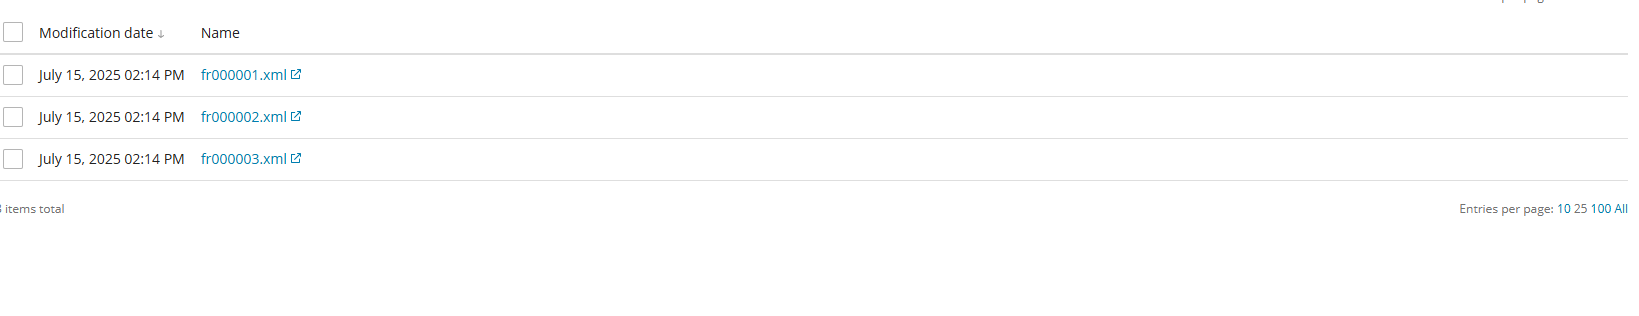 Modification date ↓ Name
July 15, 2025 02:14 PM fr000001.xml
July 15, 2025 02:14 PM fr000002.xml
July 15, 2025 02:14 PM fr000003.xml
items total Entries per page: 10 25 100 All